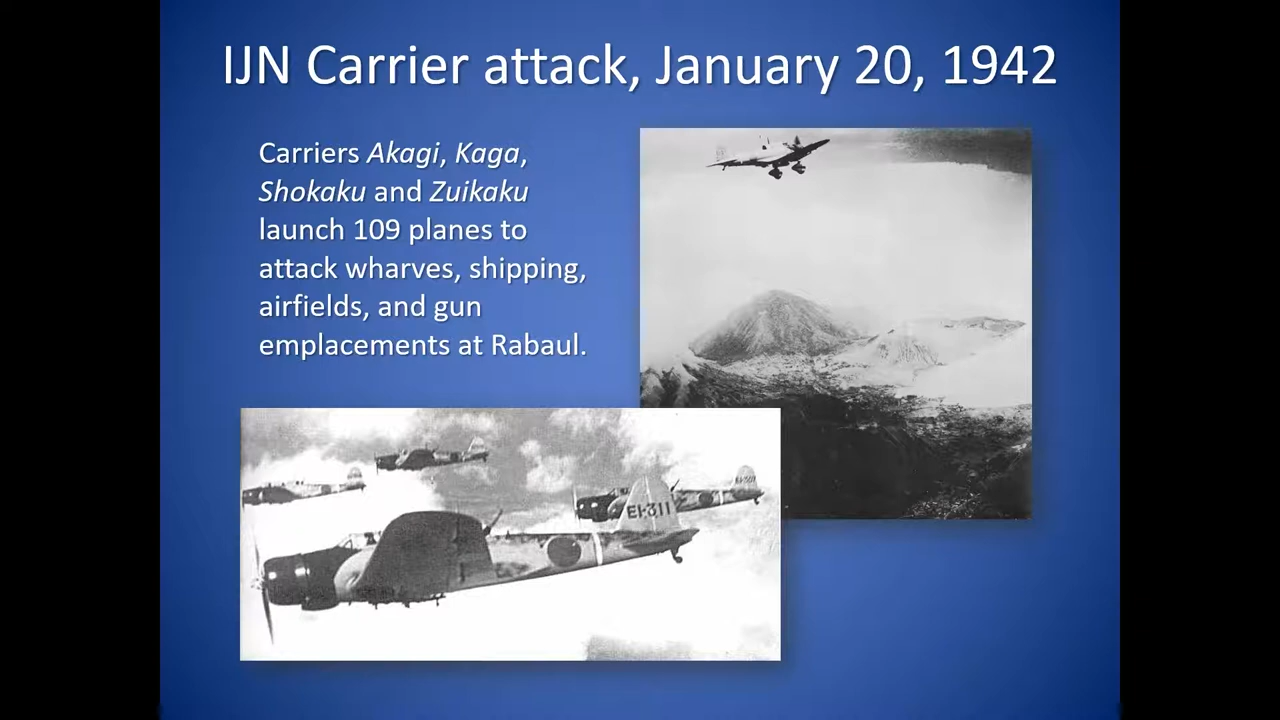 IJN Carrier attack, January 20, 1942
Carriers Akagi, Kaga,
Shokaku and Zuikaku
launch 109 planes to
attack wharves, shipping,
airfields, and gun
emplacements at Rabaul.
EI-311